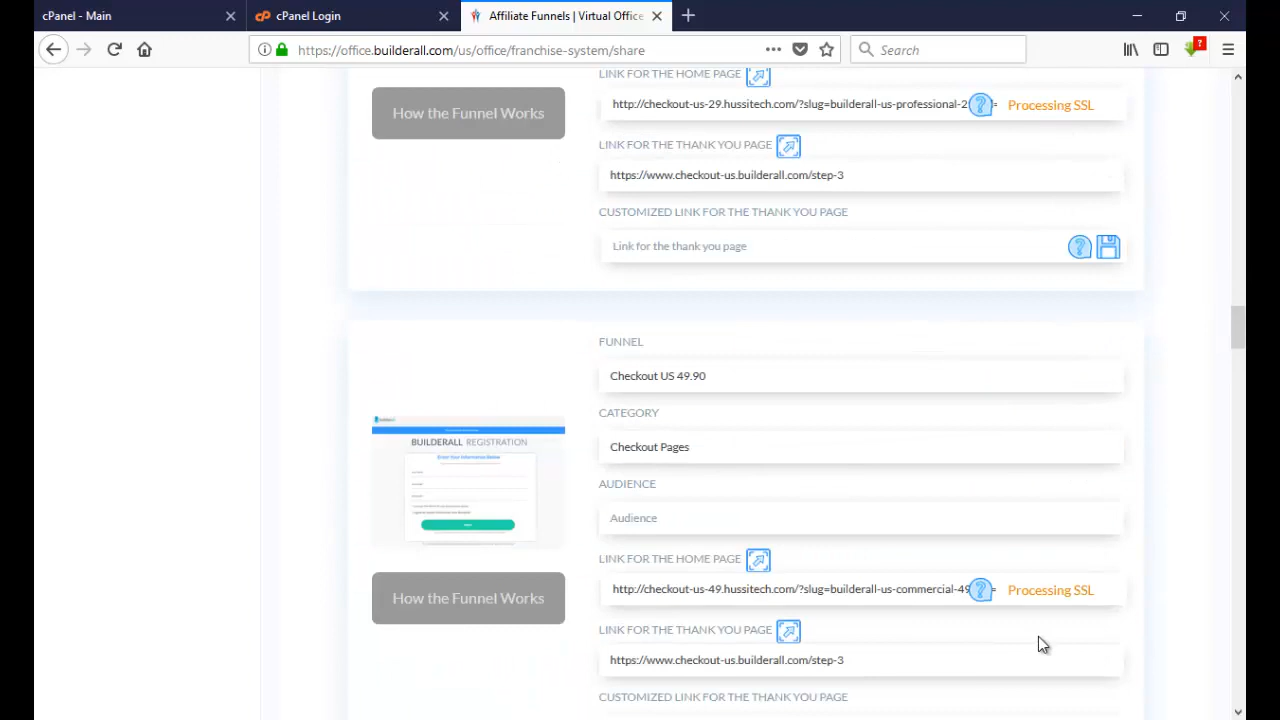 cPanel - Main
cPanel Login
Affiliate Funnels | Virtual Office
https://office.builderall.com/us/office/franchise-system/share
Search
LINK FOR THE HOME PAGE
How the Funnel Works
http://checkout-us-29.hussitech.com/?slug=builderall-us-professional-2
Processing SSL
LINK FOR THE THANK YOU PAGE
https://www.checkout-us.builderall.com/step-3
CUSTOMIZED LINK FOR THE THANK YOU PAGE
Link for the thank you page
FUNNEL
Checkout US 49.90
CATEGORY
Checkout Pages
AUDIENCE
Audience
BUILDERALL REGISTRATION
Enter Your Information Below
LINK FOR THE HOME PAGE
How the Funnel Works
http://checkout-us-49.hussitech.com/?slug=builderall-us-commercial-49
Processing SSL
LINK FOR THE THANK YOU PAGE
https://www.checkout-us.builderall.com/step-3
CUSTOMIZED LINK FOR THE THANK YOU PAGE